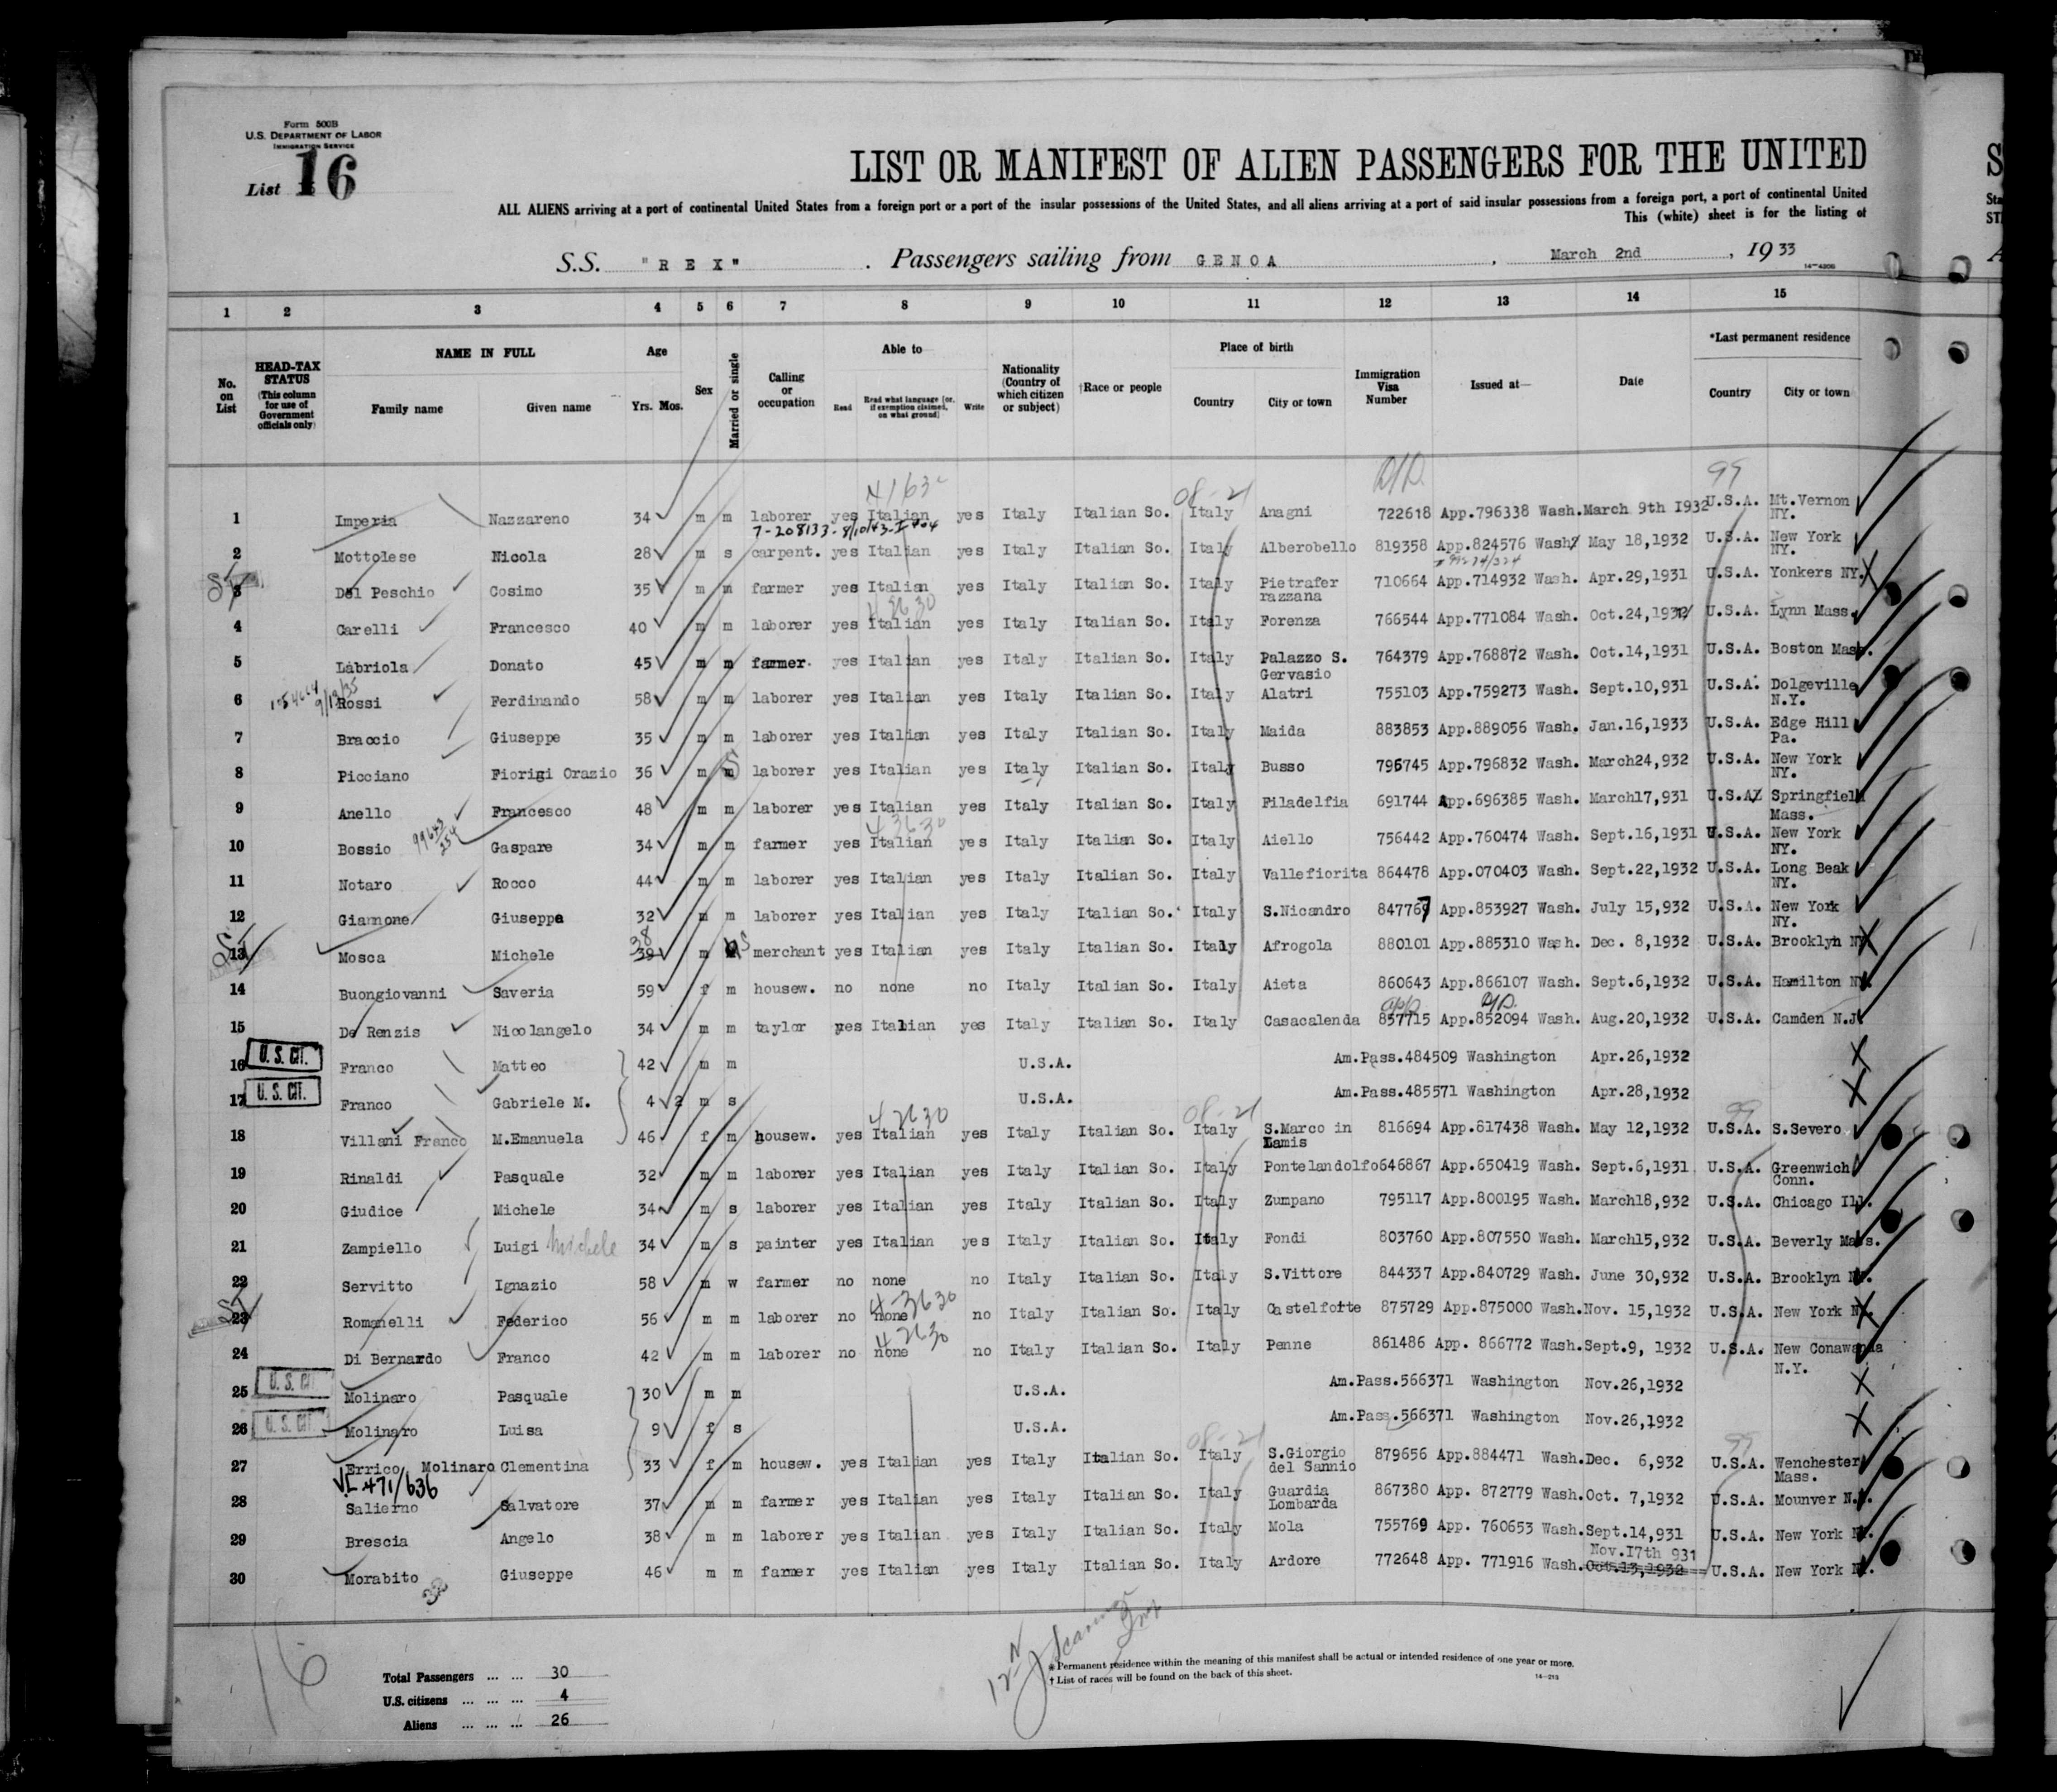 Form 500B
U.S. DEPARTMENT OF LABOR
IMMIGRATION SERVICE
List 16
LIST OR MANIFEST OF ALIEN PASSENGERS FOR THE UNITED
ALL ALIENS arriving at a port of continental United States from a foreign port or a port of the insular possessions of the United States, and all aliens arriving at a port of said insular possessions from a foreign port, a port of continental United
This (white) sheet is for the listing of
S.S. "REX" . Passengers sailing from GENOA , March 2nd , 19 33
1 2 3 4 5 6 7 8 9 10 11 12 13 14 15
No. on List
HEAD-TAX STATUS (This column for use of Government officials only)
NAME IN FULL
Family name Given name
Age
Yrs. Mos.
Sex
Married or single
Calling or occupation
Able to
Read Read what language [or, if exemption claimed, on what ground] Write
Nationality (Country of which citizen or subject)
†Race or people
Place of birth
Country City or town
Immigration Visa Number
Issued at—
Date
*Last permanent residence
Country City or town
1 Imperia Nazzareno 34 m m laborer yes Italian yes Italy Italian So. Italy Anagni 722618 App.796338 Wash. March 9th I932 U.S.A. Mt.Vernon NY.
2 Mottolese Nicola 28 m s carpent. yes Italian yes Italy Italian So. Italy Alberobello 819358 App.824576 Wash. May 18,1932 U.S.A. New York NY.
3 Del Peschio Cosimo 35 m m farmer yes Italian yes Italy Italian So. Italy Pietrafer razzana 710664 App.714932 Wash. Apr.29,1931 U.S.A. Yonkers NY.
4 Carelli Francesco 40 m m laborer yes Italian yes Italy Italian So. Italy Forenza 766544 App.771084 Wash. Oct.24,1931 U.S.A. Lynn Mass.
5 Labriola Donato 45 m m farmer. yes Italian yes Italy Italian So. Italy Palazzo S. Gervasio 764379 App.768872 Wash. Oct.14,1931 U.S.A. Boston Mass.
6 Rossi Ferdinando 58 m m laborer yes Italian yes Italy Italian So. Italy Alatri 755103 App.759273 Wash. Sept.10,931 U.S.A. Dolgeville N.Y.
7 Braccio Giuseppe 35 m m laborer yes Italian yes Italy Italian So. Italy Maida 883853 App.889056 Wash. Jan.16,1933 U.S.A. Edge Hill Pa.
8 Picciano Fiorigi Orazio 36 m m S laborer yes Italian yes Italy Italian So. Italy Busso 796745 App.796832 Wash. March24,932 U.S.A. New York NY.
9 Anello Francesco 48 m m laborer yes Italian yes Italy Italian So. Italy Filadelfia 691744 App.696385 Wash. March17,931 U.S.A. Springfield Mass.
10 Bossio Gaspare 34 m m farmer yes Italian yes Italy Italian So. Italy Aiello 756442 App.760474 Wash. Sept.16,1931 U.S.A. New York NY.
11 Notaro Rocco 44 m m laborer yes Italian yes Italy Italian So. Italy Vallefiorita 864478 App.070403 Wash. Sept.22,1932 U.S.A. Long Beak NY.
12 Giamone Giuseppe 32 m m laborer yes Italian yes Italy Italian So. Italy S.Nicandro 847767 App.853927 Wash. July 15,932 U.S.A. New York NY.
13 Mosca Michele 38 39 m s merchant yes Italian yes Italy Italian So. Italy Afrogola 880101 App.885310 Wash. Dec. 8,1932 U.S.A. Brooklyn NY
14 Buongiovanni Saveria 59 f m housew. no none no Italy Italian So. Italy Aieta 860643 App.866107 Wash. Sept.6,1932 U.S.A. Hamilton NY.
15 De Renzis Nicolangelo 34 m m taylor yes Italian yes Italy Italian So. Italy Casacalenda 837715 App.852094 Wash. Aug.20,1932 U.S.A. Camden N.J.
16 U.S. CIT. Franco Matteo 42 m m U.S.A. Am.Pass.484509 Washington Apr.26,1932
17 U.S. CIT. Franco Gabriele M. 4 2 m s U.S.A. Am.Pass.485571 Washington Apr.28,1932
18 Villani Franco M.Emanuela 46 f m housew. yes Italian yes Italy Italian So. Italy S.Marco in Lamis 816694 App.817438 Wash. May 12,1932 U.S.A. S.Severo
19 Rinaldi Pasquale 32 m m laborer yes Italian yes Italy Italian So. Italy Pontelandolfo 646867 App.650419 Wash. Sept.6,1931 U.S.A. Greenwich Conn.
20 Giudice Michele 34 m s laborer yes Italian yes Italy Italian So. Italy Zumpano 795117 App.800195 Wash. March18,932 U.S.A. Chicago Ill.
21 Zampiello Luigi Michele 34 m s painter yes Italian yes Italy Italian So. Italy Fondi 803760 App.807550 Wash. March15,932 U.S.A. Beverly Mass.
22 Servitto Ignazio 58 m w farmer no none no Italy Italian So. Italy S.Vittore 844337 App.840729 Wash. June 30,932 U.S.A. Brooklyn
23 Romanelli Federico 56 m m laborer no none no Italy Italian So. Italy Castelforte 875729 App.875000 Wash. Nov. 15,1932 U.S.A. New York
24 Di Bernardo Franco 42 m m laborer no none no Italy Italian So. Italy Penne 861486 App. 866772 Wash. Sept.9, 1932 U.S.A. New Conawanda N.Y.
25 U.S. CIT. Molinaro Pasquale 30 m m U.S.A. Am.Pass.566371 Washington Nov.26,1932
26 U.S. CIT. Molinaro Luisa 9 f s U.S.A. Am.Pass.566371 Washington Nov.26,1932
27 Errico Molinaro Clementina 33 f m housew. yes Italian yes Italy Italian So. Italy S.Giorgio del Sannio 879656 App.884471 Wash. Dec. 6,932 U.S.A. Wenchester Mass.
VL 471/636
28 Salierno Salvatore 37 m m farmer yes Italian yes Italy Italian So. Italy Guardia Lombarda 867380 App. 872779 Wash. Oct. 7,1932 U.S.A. Mounver
29 Brescia Angelo 38 m m laborer yes Italian yes Italy Italian So. Italy Mola 755769 App. 760653 Wash. Sept.14,931 U.S.A. New York
30 Morabito Giuseppe 46 m m farmer yes Italian yes Italy Italian So. Italy Ardore 772648 App. 771916 Wash. Nov.I7th 931 Oct.13,1932 U.S.A. New York
16
Total Passengers ... ... 30
U.S. citizens ... ... ... 4
Aliens ... ... ... 26
* Permanent residence within the meaning of this manifest shall be actual or intended residence of one year or more.
† List of races will be found on the back of this sheet.
14—213